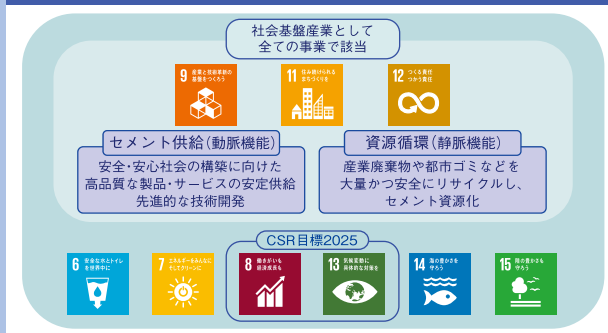 社会基盤産業として
全ての事業で該当
9 産業と技術革新の
基盤をつくろう
11 住み続けられる
まちづくりを
12 つくる責任
つかう責任
セメント供給(動脈機能)
安全・安心社会の構築に向けた
高品質な製品・サービスの安定供給
先進的な技術開発
資源循環(静脈機能)
産業廃棄物や都市ゴミなどを
大量かつ安全にリサイクルし、
セメント資源化
CSR目標2025
6 安全な水とトイレ
を世界中に
7 エネルギーをみんなに
そしてクリーンに
8 働きがいも
経済成長も
13 気候変動に
具体的な対策を
14 海の豊かさを
守ろう
15 陸の豊かさも
守ろう